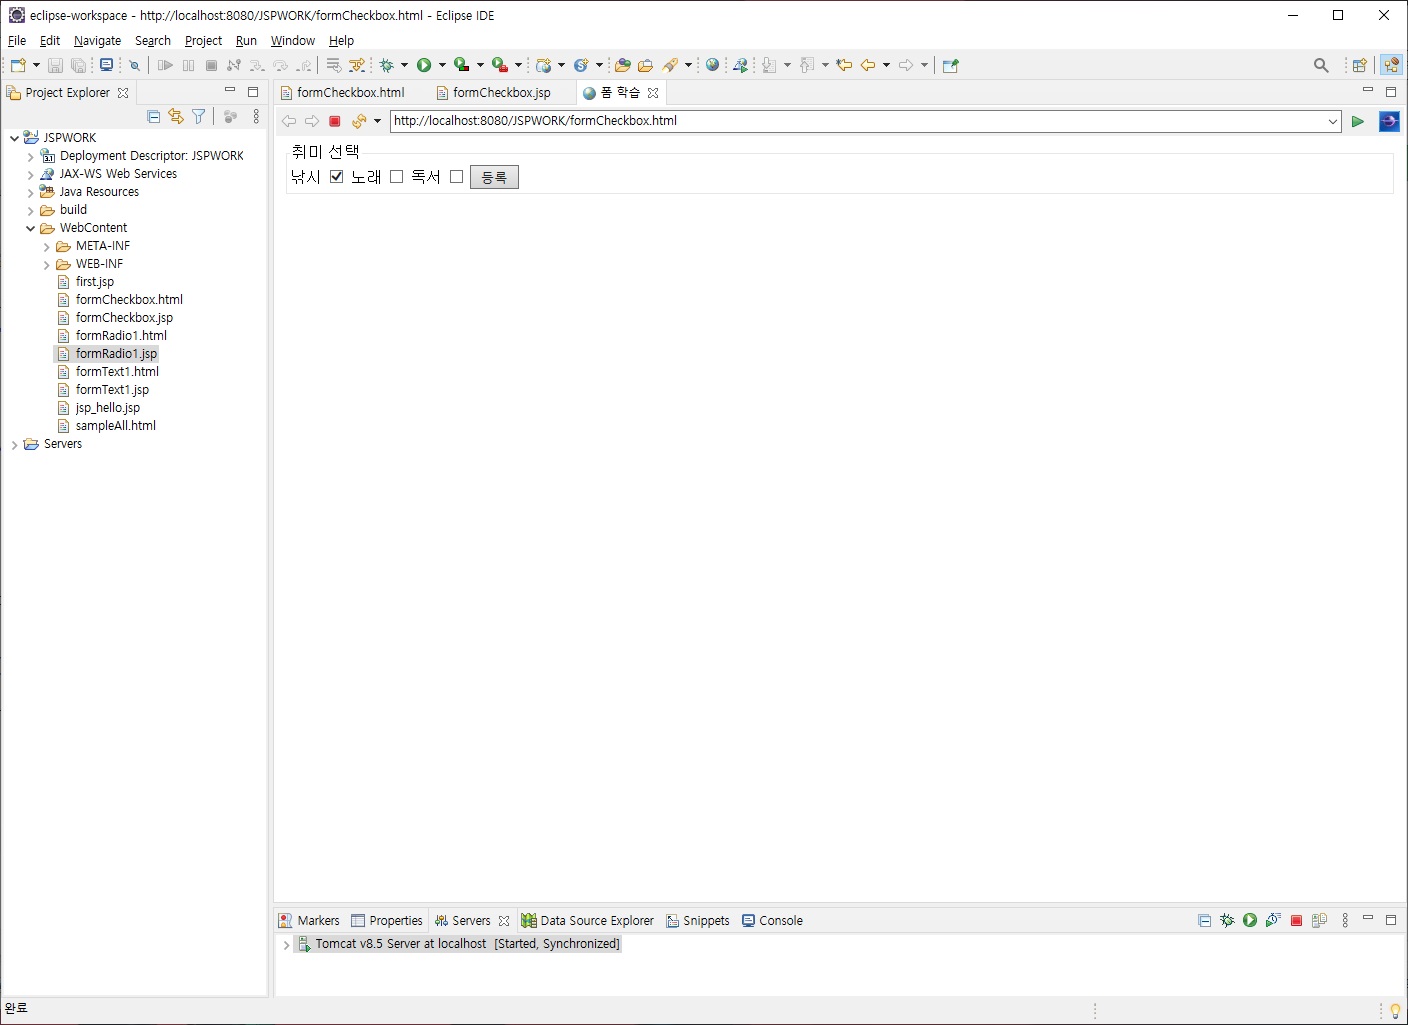 eclipse-workspace - http://localhost:8080/JSPWORK/formCheckbox.html - Eclipse IDE
File Edit Navigate Search Project Run Window Help
Project Explorer
formCheckbox.html formCheckbox.jsp 폼 학습
http://localhost:8080/JSPWORK/formCheckbox.html
JSPWORK
Deployment Descriptor: JSPWORK
JAX-WS Web Services
Java Resources
build
WebContent
META-INF
WEB-INF
first.jsp
formCheckbox.html
formCheckbox.jsp
formRadio1.html
formRadio1.jsp
formText1.html
formText1.jsp
jsp_hello.jsp
sampleAll.html
Servers
취미 선택
낚시 노래 독서 등록
Markers Properties Servers Data Source Explorer Snippets Console
Tomcat v8.5 Server at localhost [Started, Synchronized]
완료